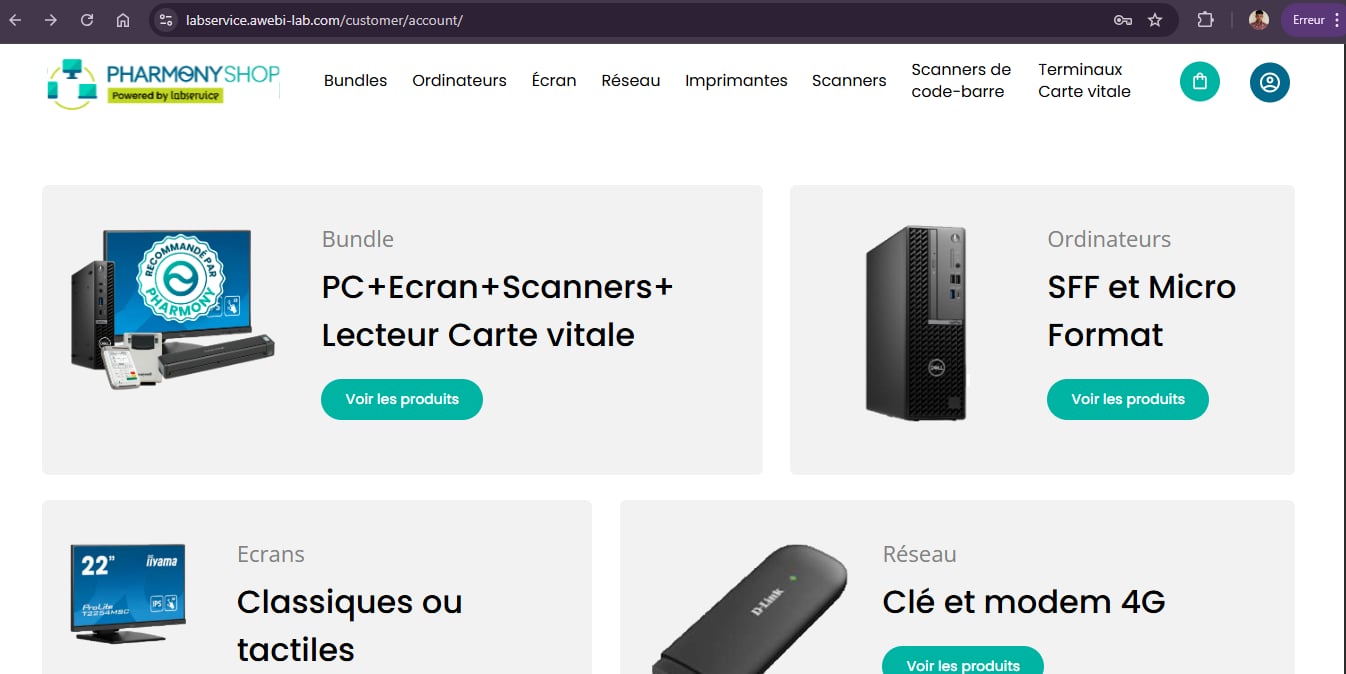 labservice.awebi-lab.com/customer/account/
Erreur
PHARMONYSHOP
Powered by labservice
Bundles
Ordinateurs
Écran
Réseau
Imprimantes
Scanners
Scanners de
code-barre
Terminaux
Carte vitale
RECOMMANDÉ PAR
PHARMONY
Bundle
PC+Ecran+Scanners+
Lecteur Carte vitale
Voir les produits
DELL
Ordinateurs
SFF et Micro
Format
Voir les produits
22"
iiyama
ProLite
T2254MSC
IPS
Ecrans
Classiques ou
tactiles
D-Link
Réseau
Clé et modem 4G
Voir les produits